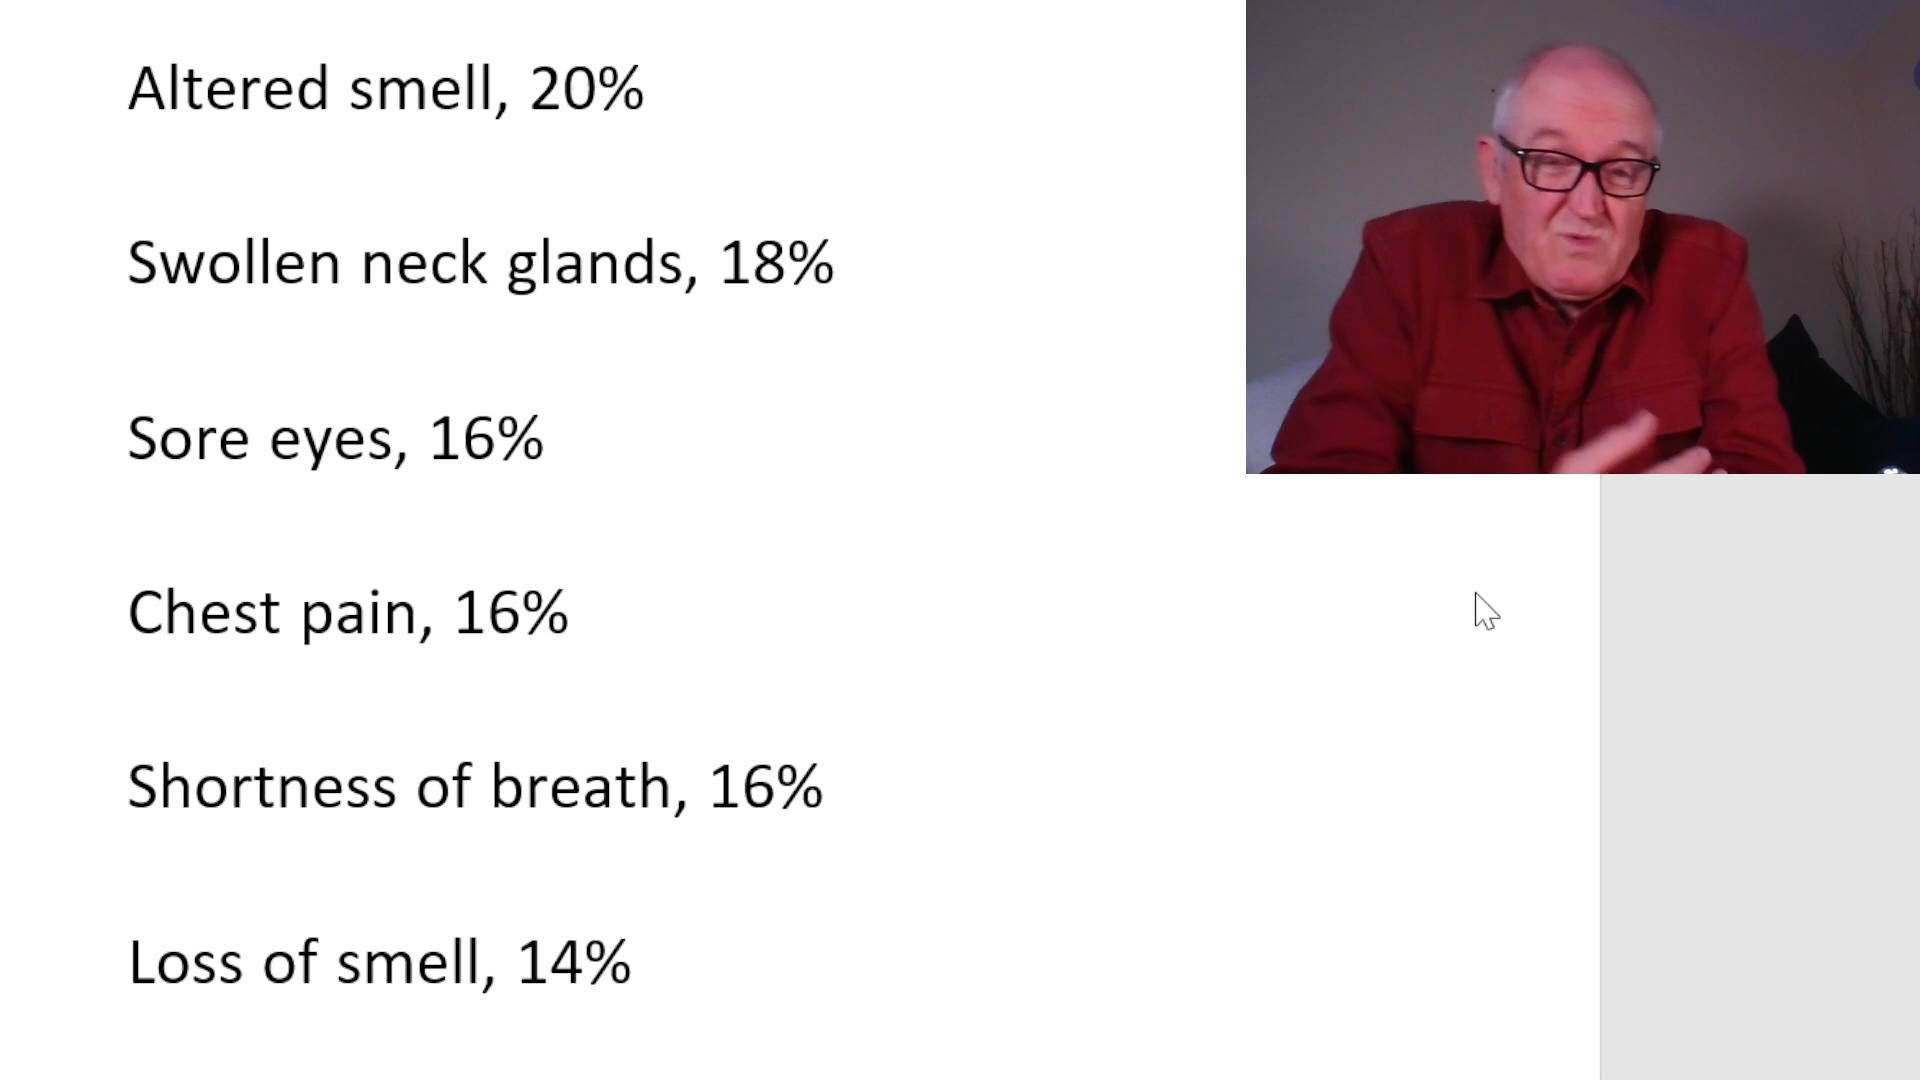 Altered smell, 20%
Swollen neck glands, 18%
Sore eyes, 16%
Chest pain, 16%
Shortness of breath, 16%
Loss of smell, 14%